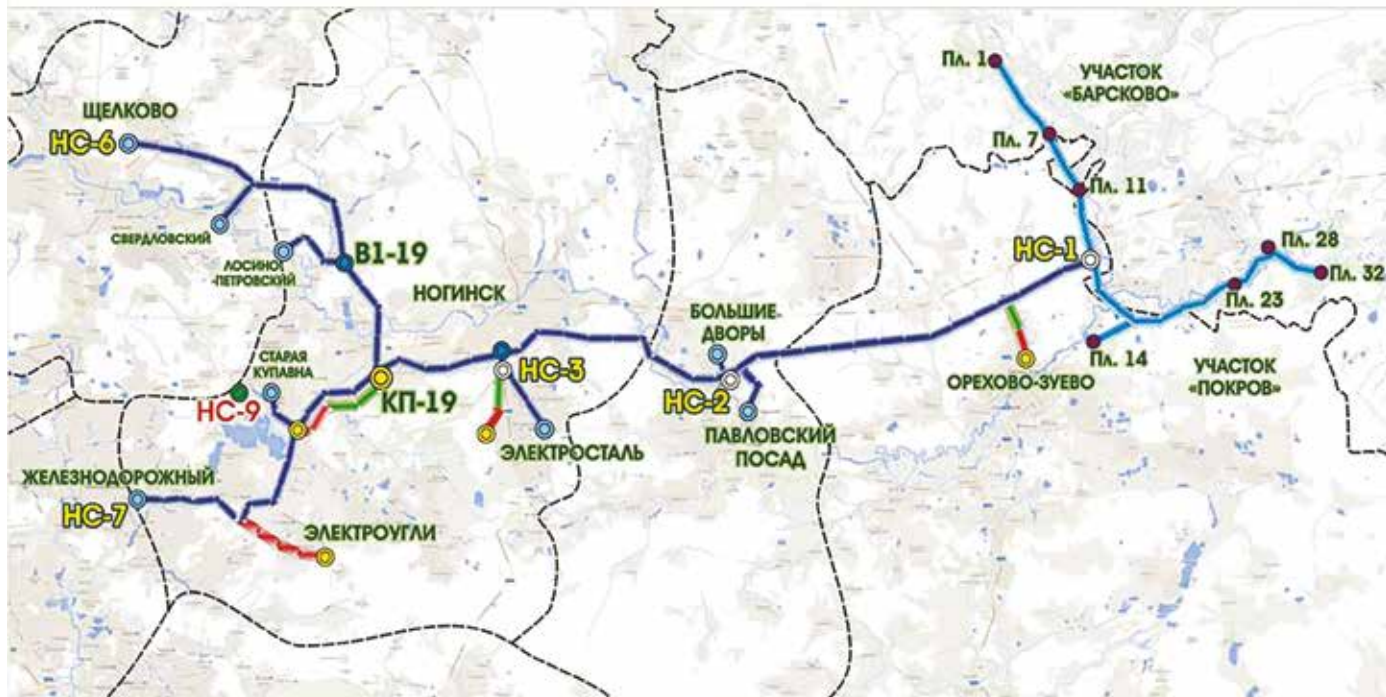 Пл. 1
УЧАСТОК
«БАРСКОВО»
ЩЕЛКОВО
НС-6
Пл. 7
Пл. 11
СВЕРДЛОВСКИЙ
ЛОСИНО
-ПЕТРОВСКИЙ
В1-19
НС-1
Пл. 28
Пл. 32
Пл. 23
НОГИНСК
БОЛЬШИЕ
ДВОРЫ
Пл. 14
УЧАСТОК
«ПОКРОВ»
СТАРАЯ
КУПАВНА
НС-3
НС-2
ОРЕХОВО-ЗУЕВО
НС-9
КП-19
ЭЛЕКТРОСТАЛЬ
ПАВЛОВСКИЙ
ПОСАД
ЖЕЛЕЗНОДОРОЖНЫЙ
НС-7
ЭЛЕКТРОУГЛИ